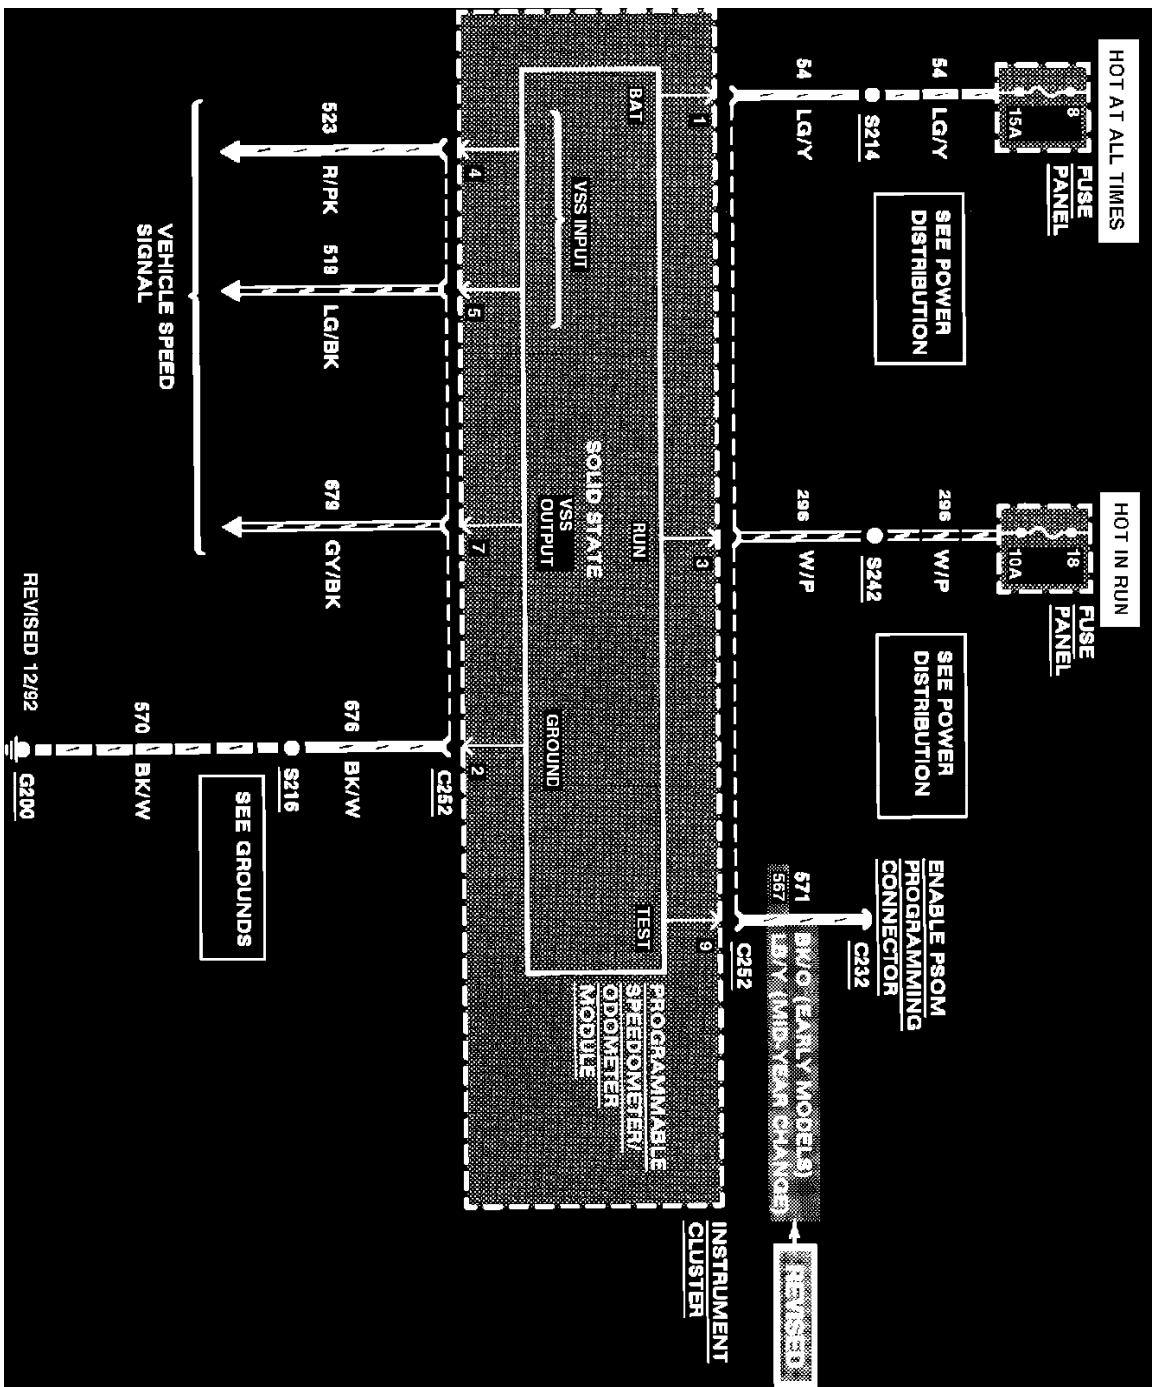 HOT AT ALL TIMES
8
15A
FUSE
PANEL
54
LG/Y
S214
54
LG/Y
SEE POWER
DISTRIBUTION
HOT IN RUN
18
10A
FUSE
PANEL
296
W/P
S242
296
W/P
SEE POWER
DISTRIBUTION
ENABLE PSOM
PROGRAMMING
CONNECTOR
C232
571
BK/O (EARLY MODELS)
567
LB/Y (MID-YEAR CHANGE)
REVISED
C252
1
3
9
BAT
RUN
TEST
VSS INPUT
SOLID STATE
VSS
OUTPUT
GROUND
PROGRAMMABLE
SPEEDOMETER/
ODOMETER
MODULE
INSTRUMENT
CLUSTER
4
5
7
2
C252
523
R/PK
519
LG/BK
679
GY/BK
676
BK/W
S216
SEE GROUNDS
VEHICLE SPEED
SIGNAL
570
BK/W
G200
REVISED 12/92